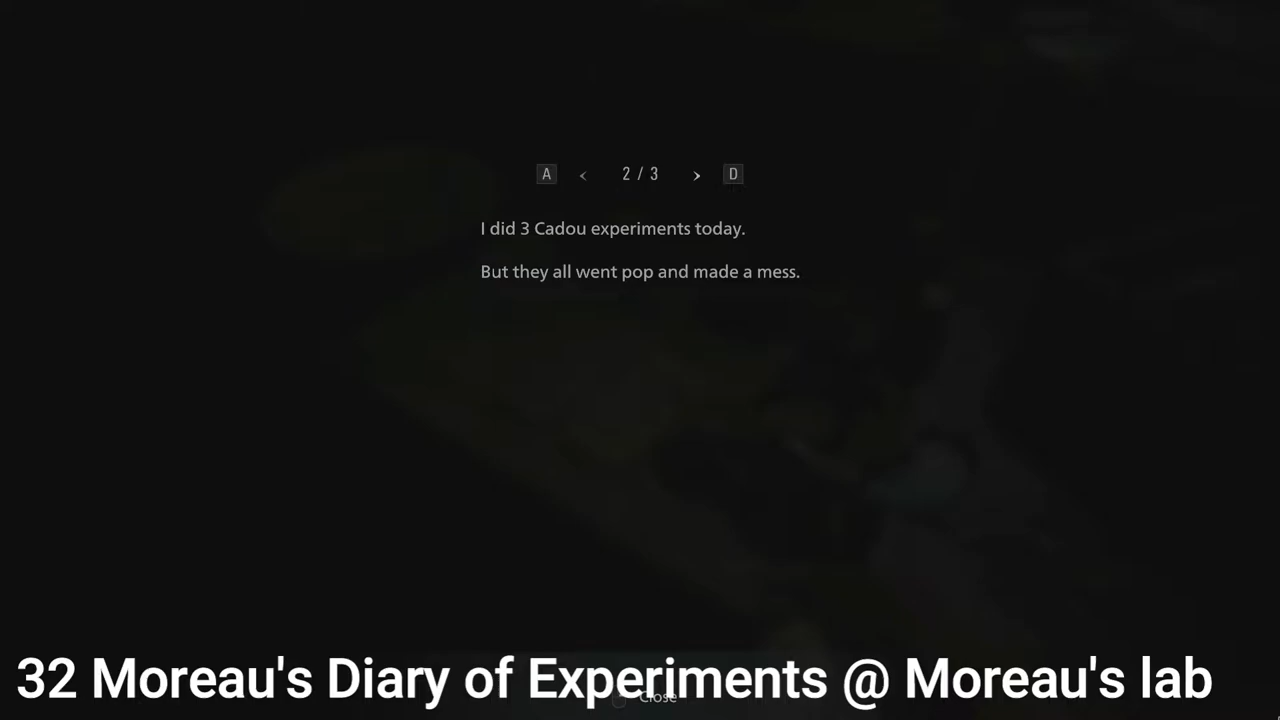 A < 2 / 3 > D
I did 3 Cadou experiments today.
But they all went pop and made a mess.
Close
32 Moreau's Diary of Experiments @ Moreau's lab